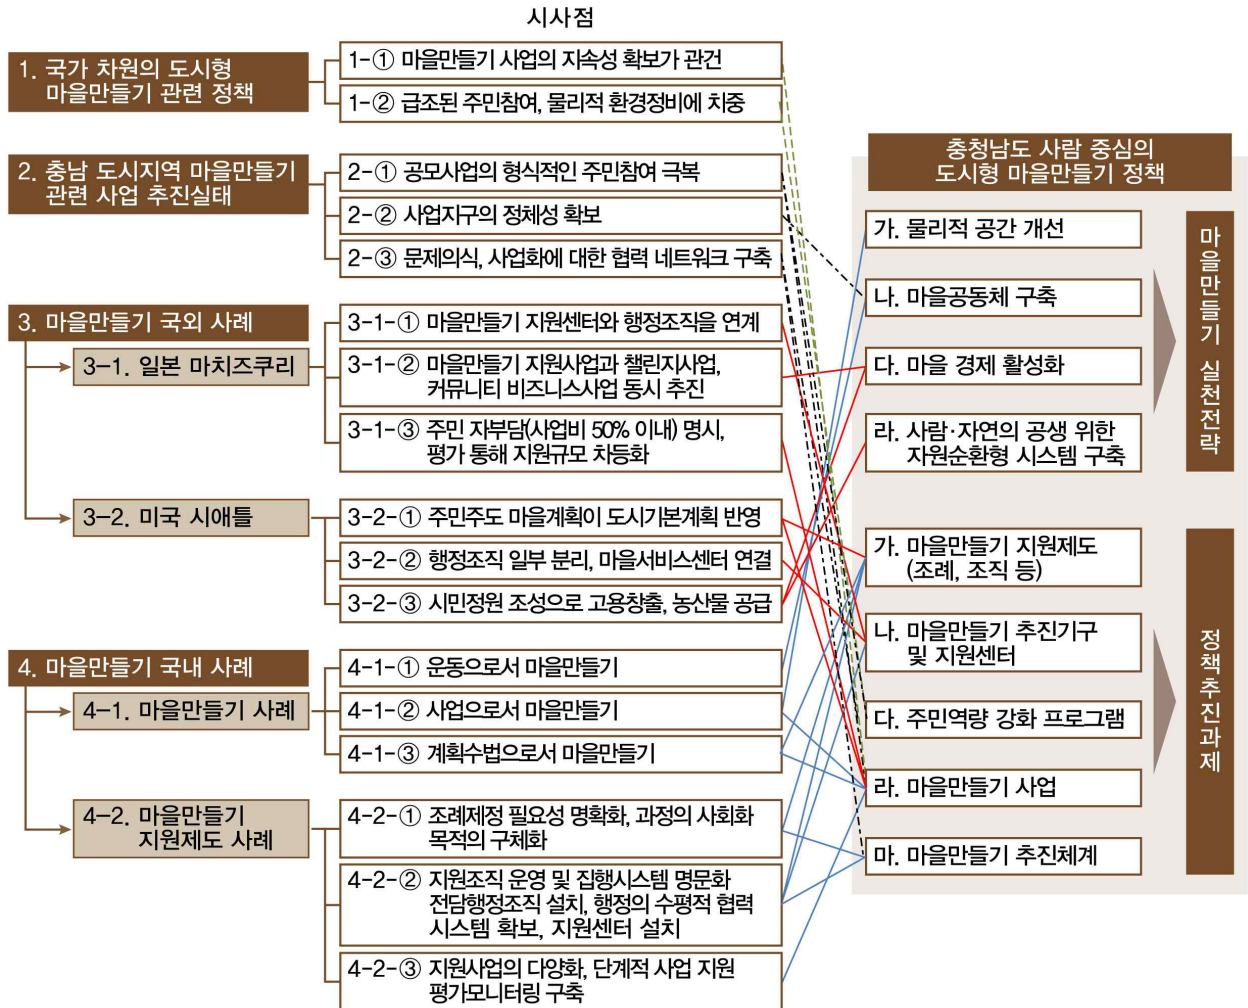 시사점
1. 국가 차원의 도시형
마을만들기 관련 정책
1-① 마을만들기 사업의 지속성 확보가 관건
1-② 급조된 주민참여, 물리적 환경정비에 치중
2. 충남 도시지역 마을만들기
관련 사업 추진실태
2-① 공모사업의 형식적인 주민참여 극복
2-② 사업지구의 정체성 확보
2-③ 문제의식, 사업화에 대한 협력 네트워크 구축
3. 마을만들기 국외 사례
3-1. 일본 마치즈쿠리
3-1-① 마을만들기 지원센터와 행정조직을 연계
3-1-② 마을만들기 지원사업과 챌린지사업,
커뮤니티 비즈니스사업 동시 추진
3-1-③ 주민 자부담(사업비 50% 이내) 명시,
평가 통해 지원규모 차등화
3-2. 미국 시애틀
3-2-① 주민주도 마을계획이 도시기본계획 반영
3-2-② 행정조직 일부 분리, 마을서비스센터 연결
3-2-③ 시민정원 조성으로 고용창출, 농산물 공급
4. 마을만들기 국내 사례
4-1. 마을만들기 사례
4-1-① 운동으로서 마을만들기
4-1-② 사업으로서 마을만들기
4-1-③ 계획수법으로서 마을만들기
4-2. 마을만들기
지원제도 사례
4-2-① 조례제정 필요성 명확화, 과정의 사회화
목적의 구체화
4-2-② 지원조직 운영 및 집행시스템 명문화
전담행정조직 설치, 행정의 수평적 협력
시스템 확보, 지원센터 설치
4-2-③ 지원사업의 다양화, 단계적 사업 지원
평가모니터링 구축
충청남도 사람 중심의
도시형 마을만들기 정책
가. 물리적 공간 개선
나. 마을공동체 구축
다. 마을 경제 활성화
라. 사람·자연의 공생 위한
자원순환형 시스템 구축
마을만들기 실천전략
가. 마을만들기 지원제도
(조례, 조직 등)
나. 마을만들기 추진기구
및 지원센터
다. 주민역량 강화 프로그램
라. 마을만들기 사업
마. 마을만들기 추진체계
정책추진과제